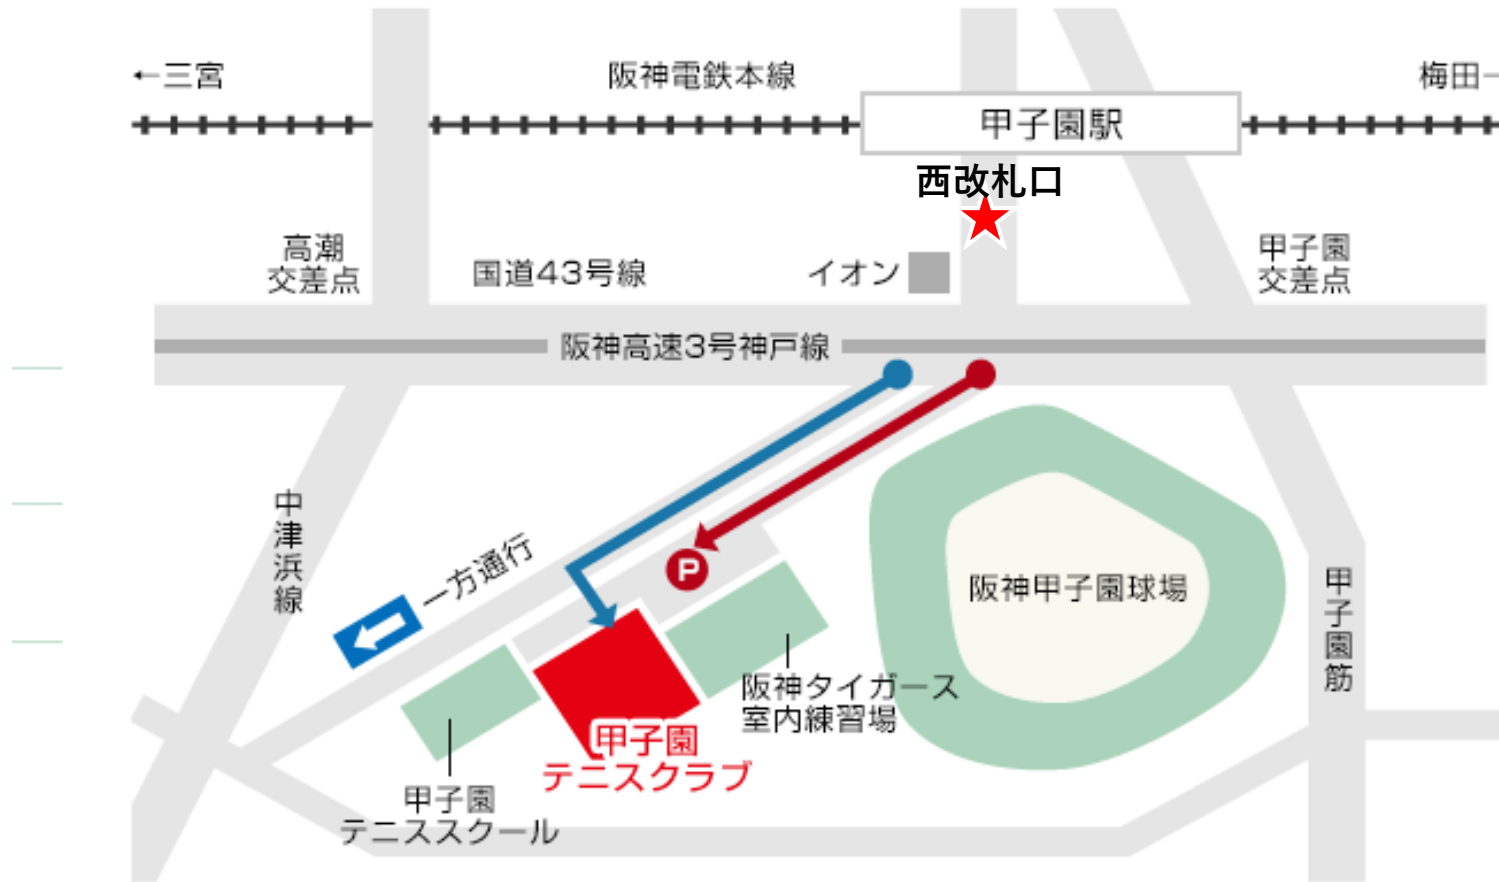 ←三宮
阪神電鉄本線
梅田
甲子園駅
西改札口
高潮
交差点
国道43号線
イオン
甲子園
交差点
阪神高速3号神戸線
中津浜線
一方通行
P
阪神甲子園球場
甲子園筋
阪神タイガース
室内練習場
甲子園
テニスクラブ
甲子園
テニススクール